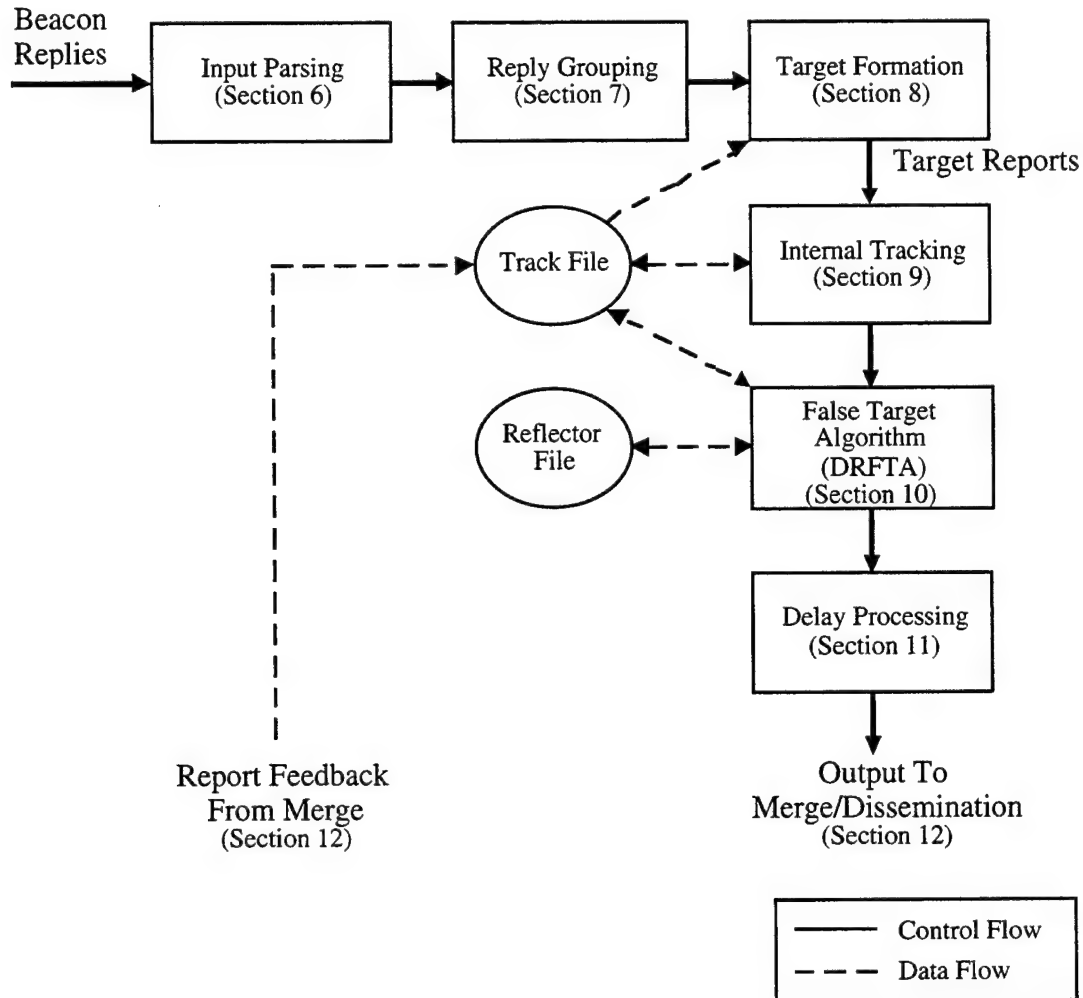 Beacon
Replies
Input Parsing
(Section 6)
Reply Grouping
(Section 7)
Target Formation
(Section 8)
Target Reports
Track File
Internal Tracking
(Section 9)
Reflector
File
False Target
Algorithm
(DRFTA)
(Section 10)
Delay Processing
(Section 11)
Report Feedback
From Merge
(Section 12)
Output To
Merge/Dissemination
(Section 12)
Control Flow
Data Flow